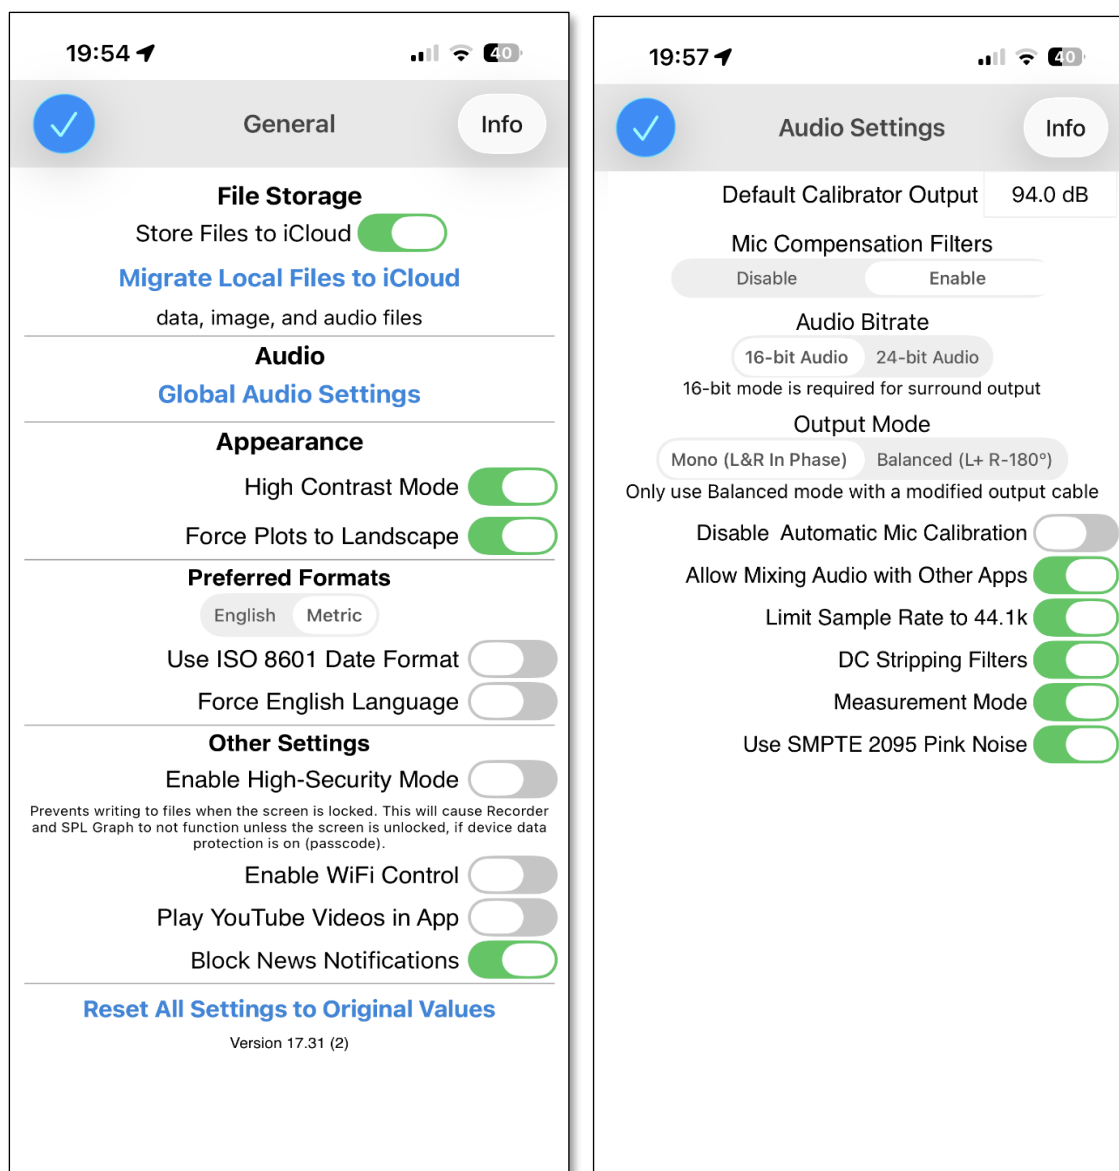 19:54
40
General
Info
File Storage
Store Files to iCloud
Migrate Local Files to iCloud
data, image, and audio files
Audio
Global Audio Settings
Appearance
High Contrast Mode
Force Plots to Landscape
Preferred Formats
English Metric
Use ISO 8601 Date Format
Force English Language
Other Settings
Enable High-Security Mode
Prevents writing to files when the screen is locked. This will cause Recorder
and SPL Graph to not function unless the screen is unlocked, if device data
protection is on (passcode).
Enable WiFi Control
Play YouTube Videos in App
Block News Notifications
Reset All Settings to Original Values
Version 17.31 (2)
19:57
40
Audio Settings
Info
Default Calibrator Output 94.0 dB
Mic Compensation Filters
Disable Enable
Audio Bitrate
16-bit Audio 24-bit Audio
16-bit mode is required for surround output
Output Mode
Mono (L&R In Phase) Balanced (L+ R-180°)
Only use Balanced mode with a modified output cable
Disable  Automatic Mic Calibration
Allow Mixing Audio with Other Apps
Limit Sample Rate to 44.1k
DC Stripping Filters
Measurement Mode
Use SMPTE 2095 Pink Noise